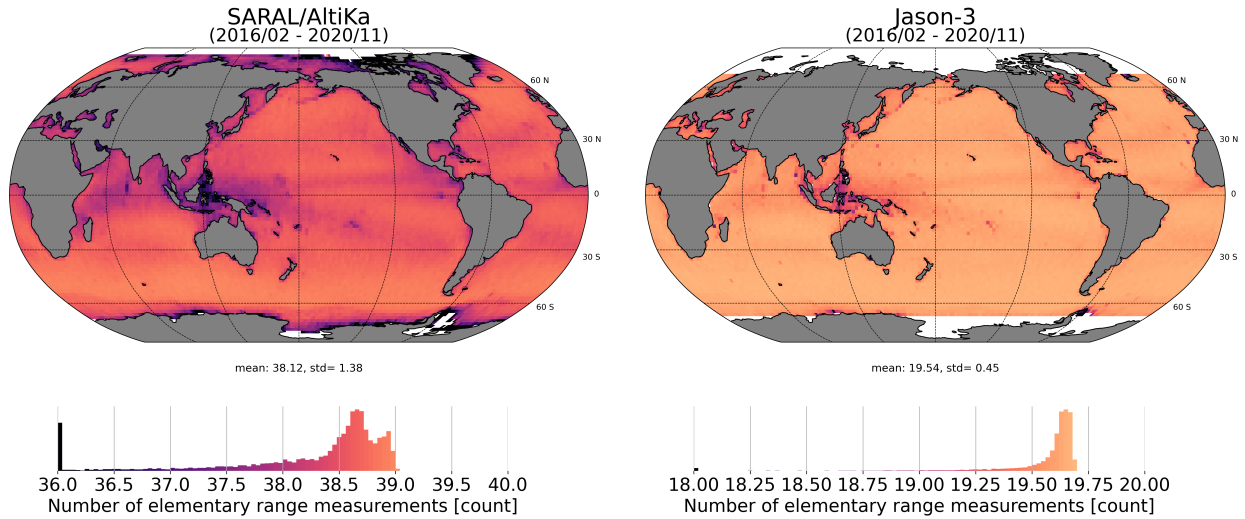 SARAL/AltiKa
(2016/02 - 2020/11)
60 N
30 N
0
30 S
60 S
mean: 38.12, std= 1.38
36.0 36.5 37.0 37.5 38.0 38.5 39.0 39.5 40.0
Number of elementary range measurements [count]
Jason-3
(2016/02 - 2020/11)
60 N
30 N
0
30 S
60 S
mean: 19.54, std= 0.45
18.00 18.25 18.50 18.75 19.00 19.25 19.50 19.75 20.00
Number of elementary range measurements [count]